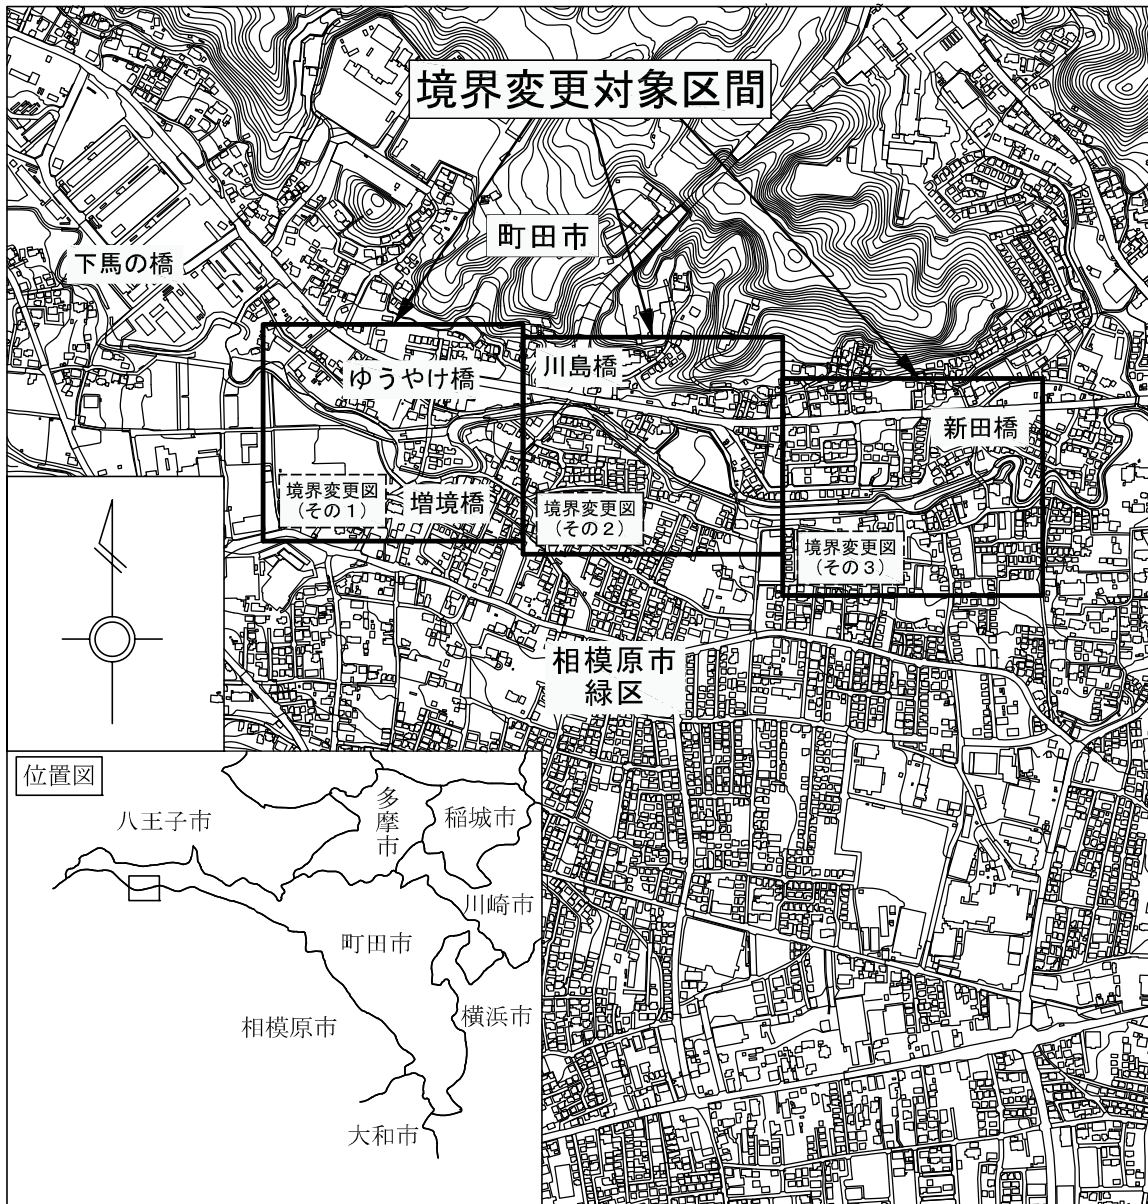 境界変更対象区間
町田市
下馬の橋
ゆうやけ橋
川島橋
新田橋
境界変更図
（その１）
増境橋
境界変更図
（その２）
境界変更図
（その３）
相模原市
緑区
位置図
八王子市
多摩市
稲城市
川崎市
町田市
相模原市
横浜市
大和市